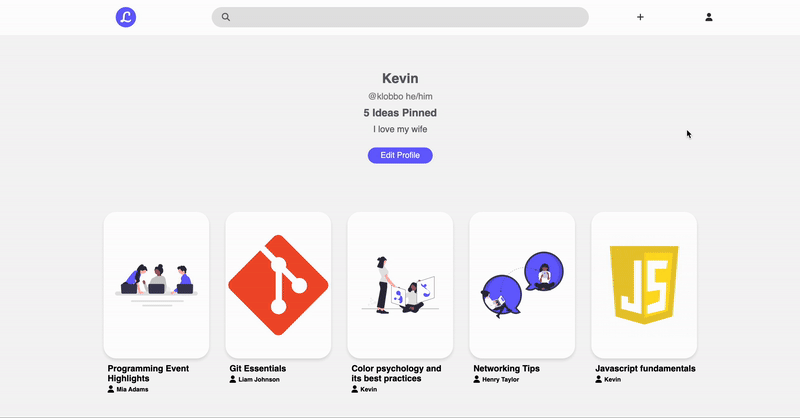 L
Kevin
@klobbo he/him
5 Ideas Pinned
I love my wife
Edit Profile
JS
Programming Event
Highlights
Mia Adams
Git Essentials
Liam Johnson
Color psychology and
its best practices
Kevin
Networking Tips
Henry Taylor
Javascript fundamentals
Kevin